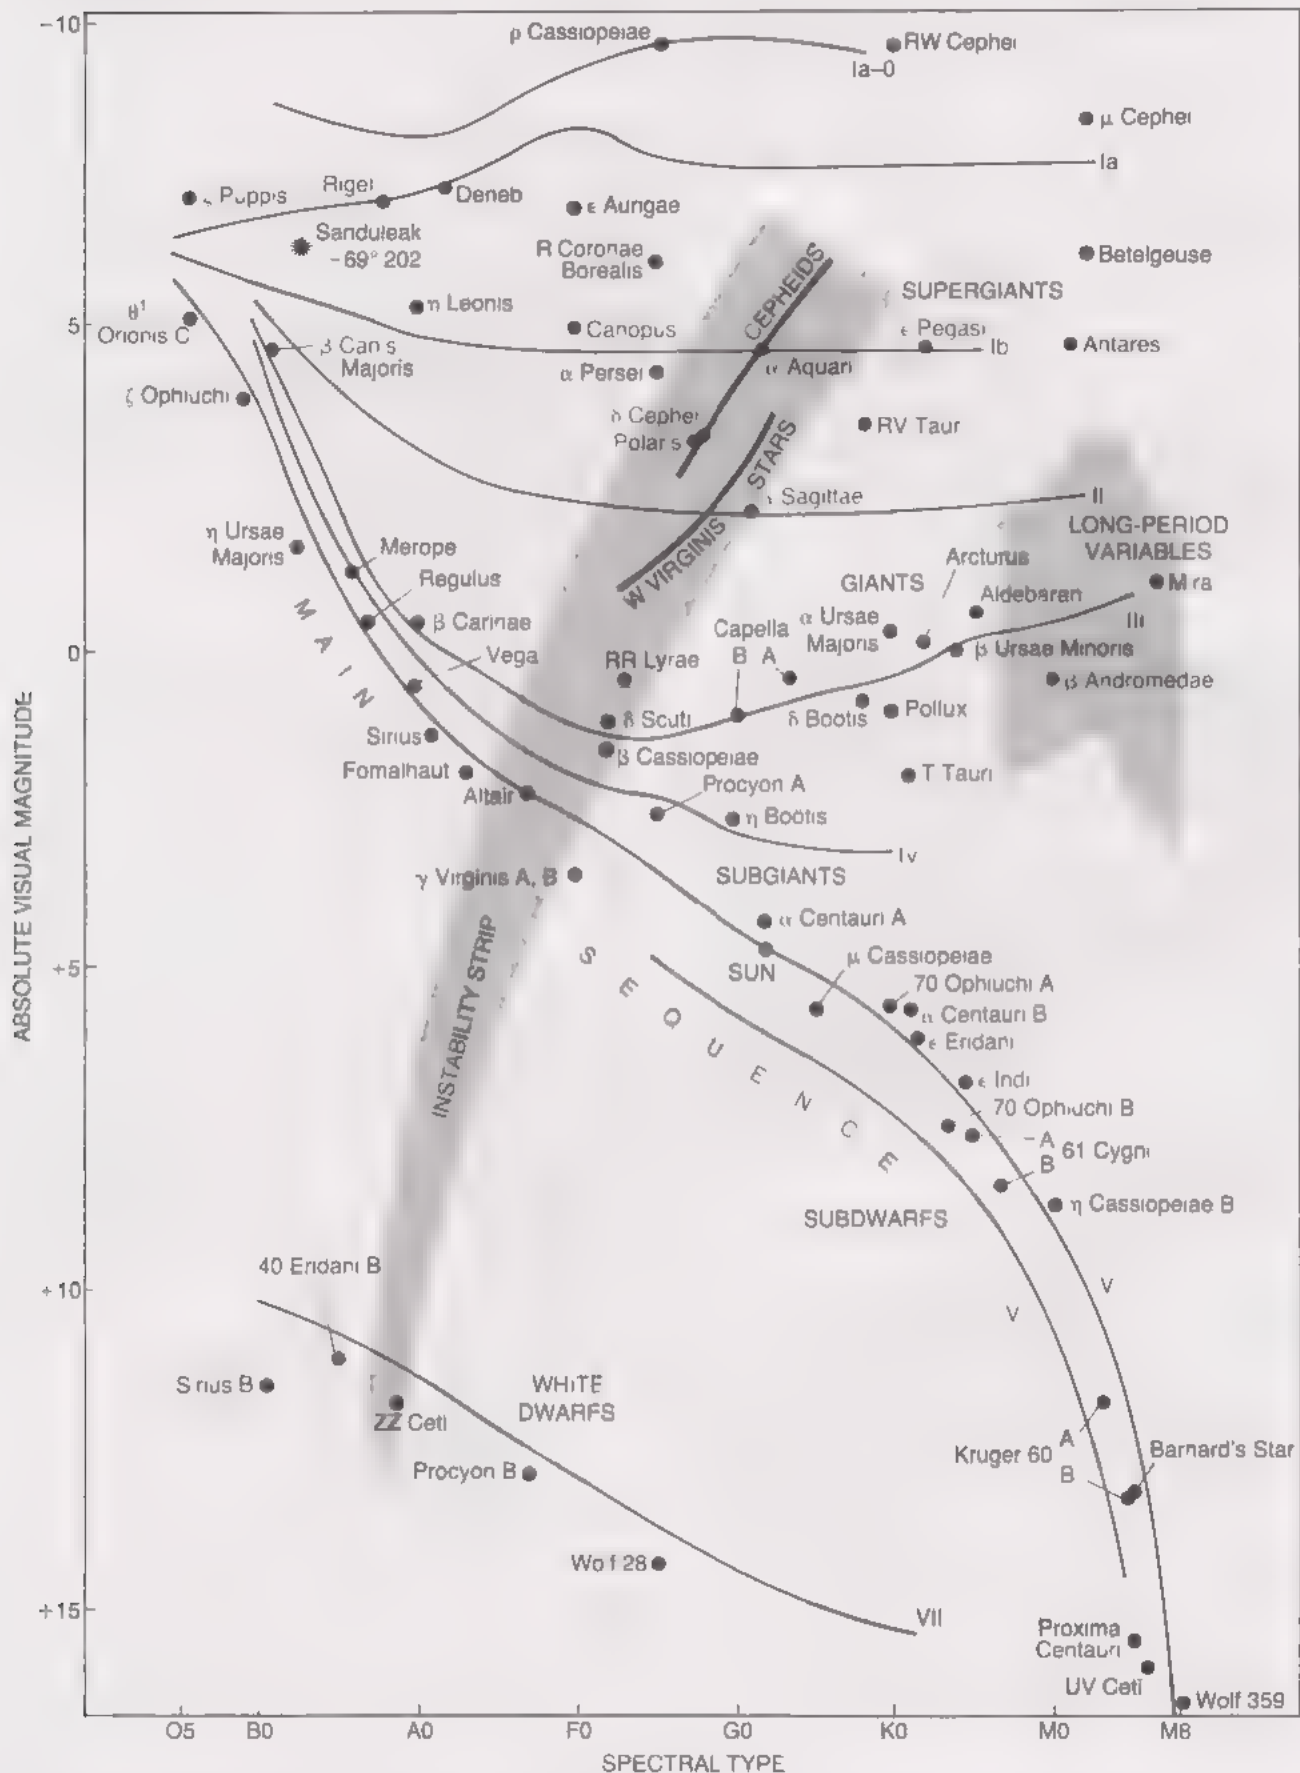 −10
ρ Cassiopeiae
RW Cephei
Ia–0
μ Cephei
Ia
ζ Puppis
Rigel
Deneb
ε Aurigae
Sanduleak
−69° 202
R Coronae
Borealis
CEPHEIDS
Betelgeuse
SUPERGIANTS
η Leonis
θ¹
Orionis C
5
Canopus
ε Pegasi
Ib
Antares
β Canis
Majoris
α Persei
α Aquarii
ζ Ophiuchi
δ Cephei
Polaris
RV Tauri
STARS
Sagittae
II
η Ursae
Majoris
Merope
W VIRGINIS
LONG-PERIOD
VARIABLES
Arcturus
Regulus
GIANTS
Aldebaran
Mira
III
MAIN
β Carinae
Capella
B A
α Ursae
Majoris
0
Vega
RR Lyrae
β Ursae Minoris
β Andromedae
δ Scuti
δ Bootis
Pollux
Sirius
β Cassiopeiae
Fomalhaut
T Tauri
Altair
Procyon A
η Boötis
Iv
γ Virginis A, B
SUBGIANTS
α Centauri A
INSTABILITY STRIP
SEQUENCE
+5
SUN
μ Cassiopeiae
70 Ophiuchi A
α Centauri B
ε Eridani
ε Indi
70 Ophiuchi B
A
61 Cygni
B
SUBDWARFS
η Cassiopeiae B
40 Eridani B
+10
V
V
Sirius B
ZZ Ceti
WHITE
DWARFS
Procyon B
Kruger 60
A
B
Barnard's Star
Wolf 28
+15
VII
Proxima
Centauri
UV Ceti
Wolf 359
ABSOLUTE VISUAL MAGNITUDE
O5 B0 A0 F0 G0 K0 M0 M8
SPECTRAL TYPE